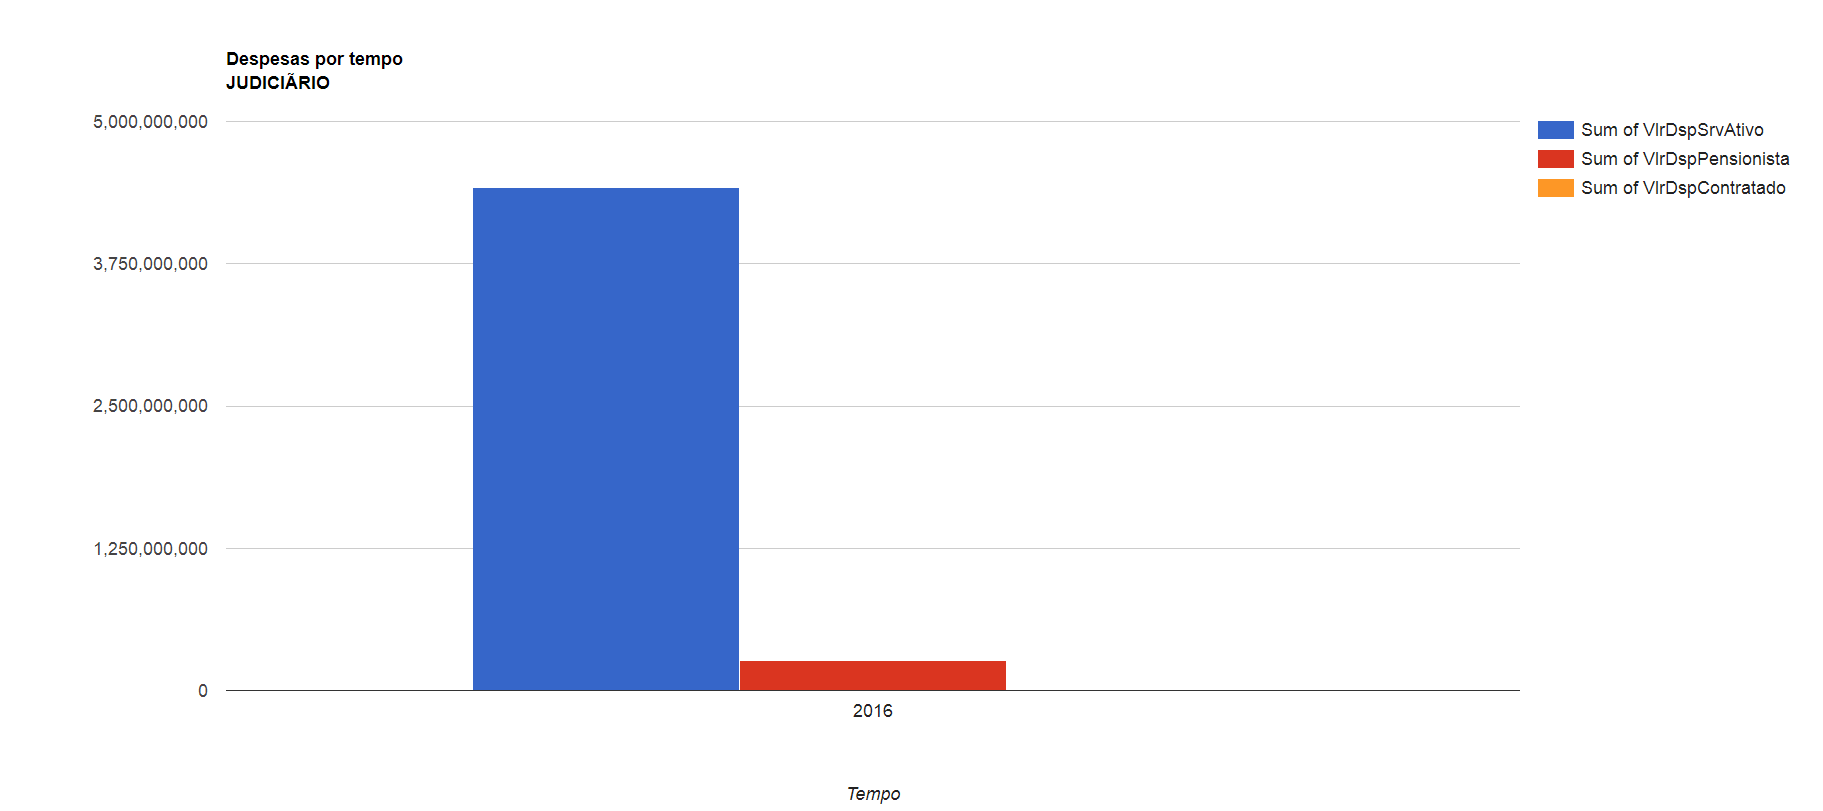 Despesas por tempo
JUDICIÃRIO
5,000,000,000
3,750,000,000
2,500,000,000
1,250,000,000
0
2016
Tempo
Sum of VlrDspSrvAtivo
Sum of VlrDspPensionista
Sum of VlrDspContratado